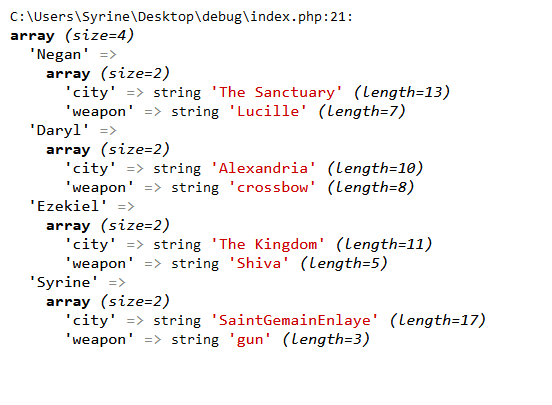 C:\Users\Syrine\Desktop\debug\index.php:21:
array (size=4)
  'Negan' =>
    array (size=2)
      'city' => string 'The Sanctuary' (length=13)
      'weapon' => string 'Lucille' (length=7)
  'Daryl' =>
    array (size=2)
      'city' => string 'Alexandria' (length=10)
      'weapon' => string 'crossbow' (length=8)
  'Ezekiel' =>
    array (size=2)
      'city' => string 'The Kingdom' (length=11)
      'weapon' => string 'Shiva' (length=5)
  'Syrine' =>
    array (size=2)
      'city' => string 'SaintGemainEnlaye' (length=17)
      'weapon' => string 'gun' (length=3)